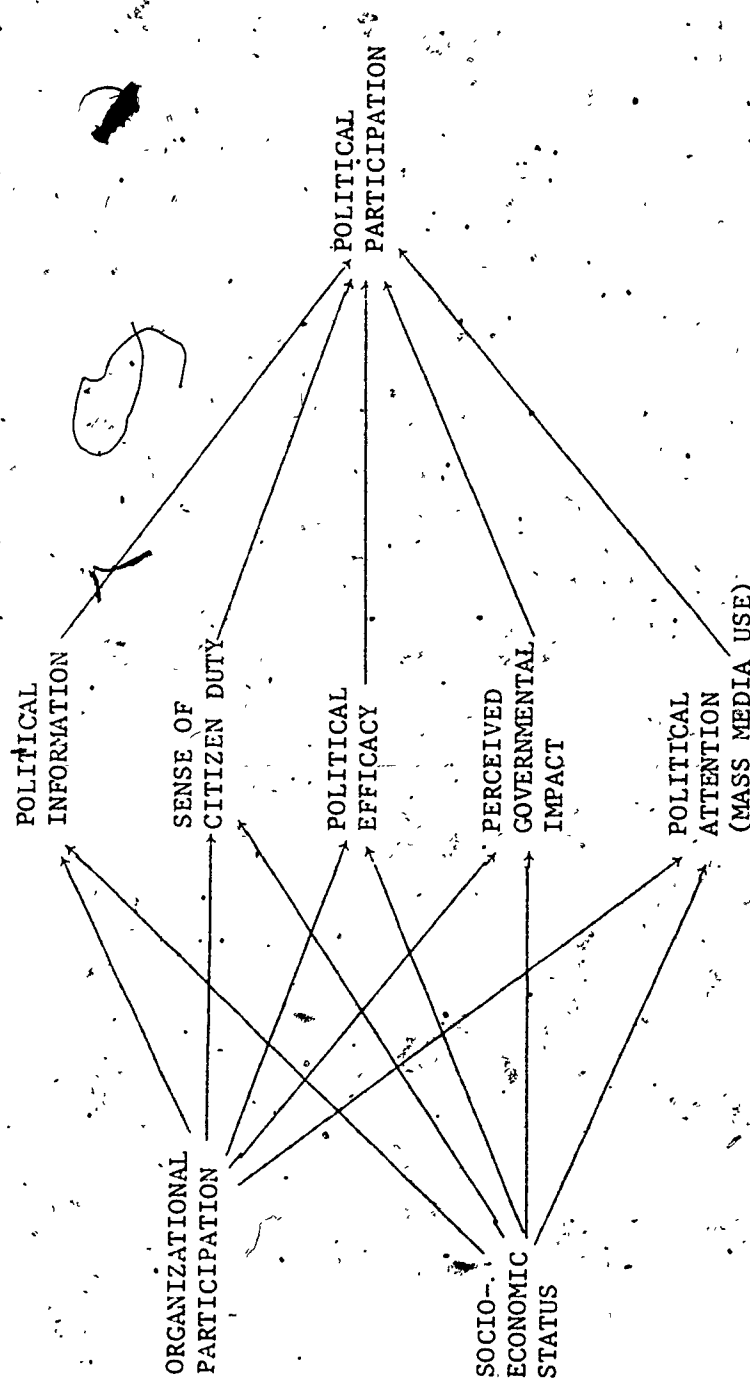 POLITICAL
INFORMATION
SENSE OF
CITIZEN DUTY
ORGANIZATIONAL
PARTICIPATION
POLITICAL
EFFICACY
POLITICAL
PARTICIPATION
PERCEIVED
GOVERNMENTAL
IMPACT
SOCIO-
ECONOMIC
STATUS
POLITICAL
ATTENTION
(MASS MEDIA USE)